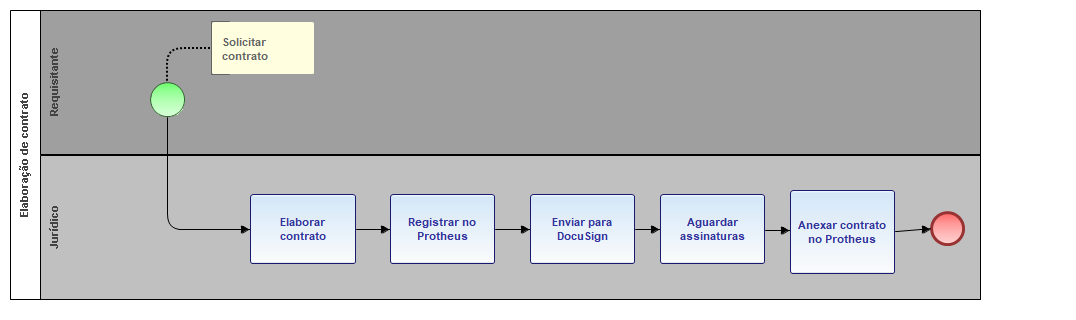 Elaboração de contrato
Requisitante
Solicitar
contrato
Jurídico
Elaborar
contrato
Registrar no
Protheus
Enviar para
DocuSign
Aguardar
assinaturas
Anexar contrato
no Protheus